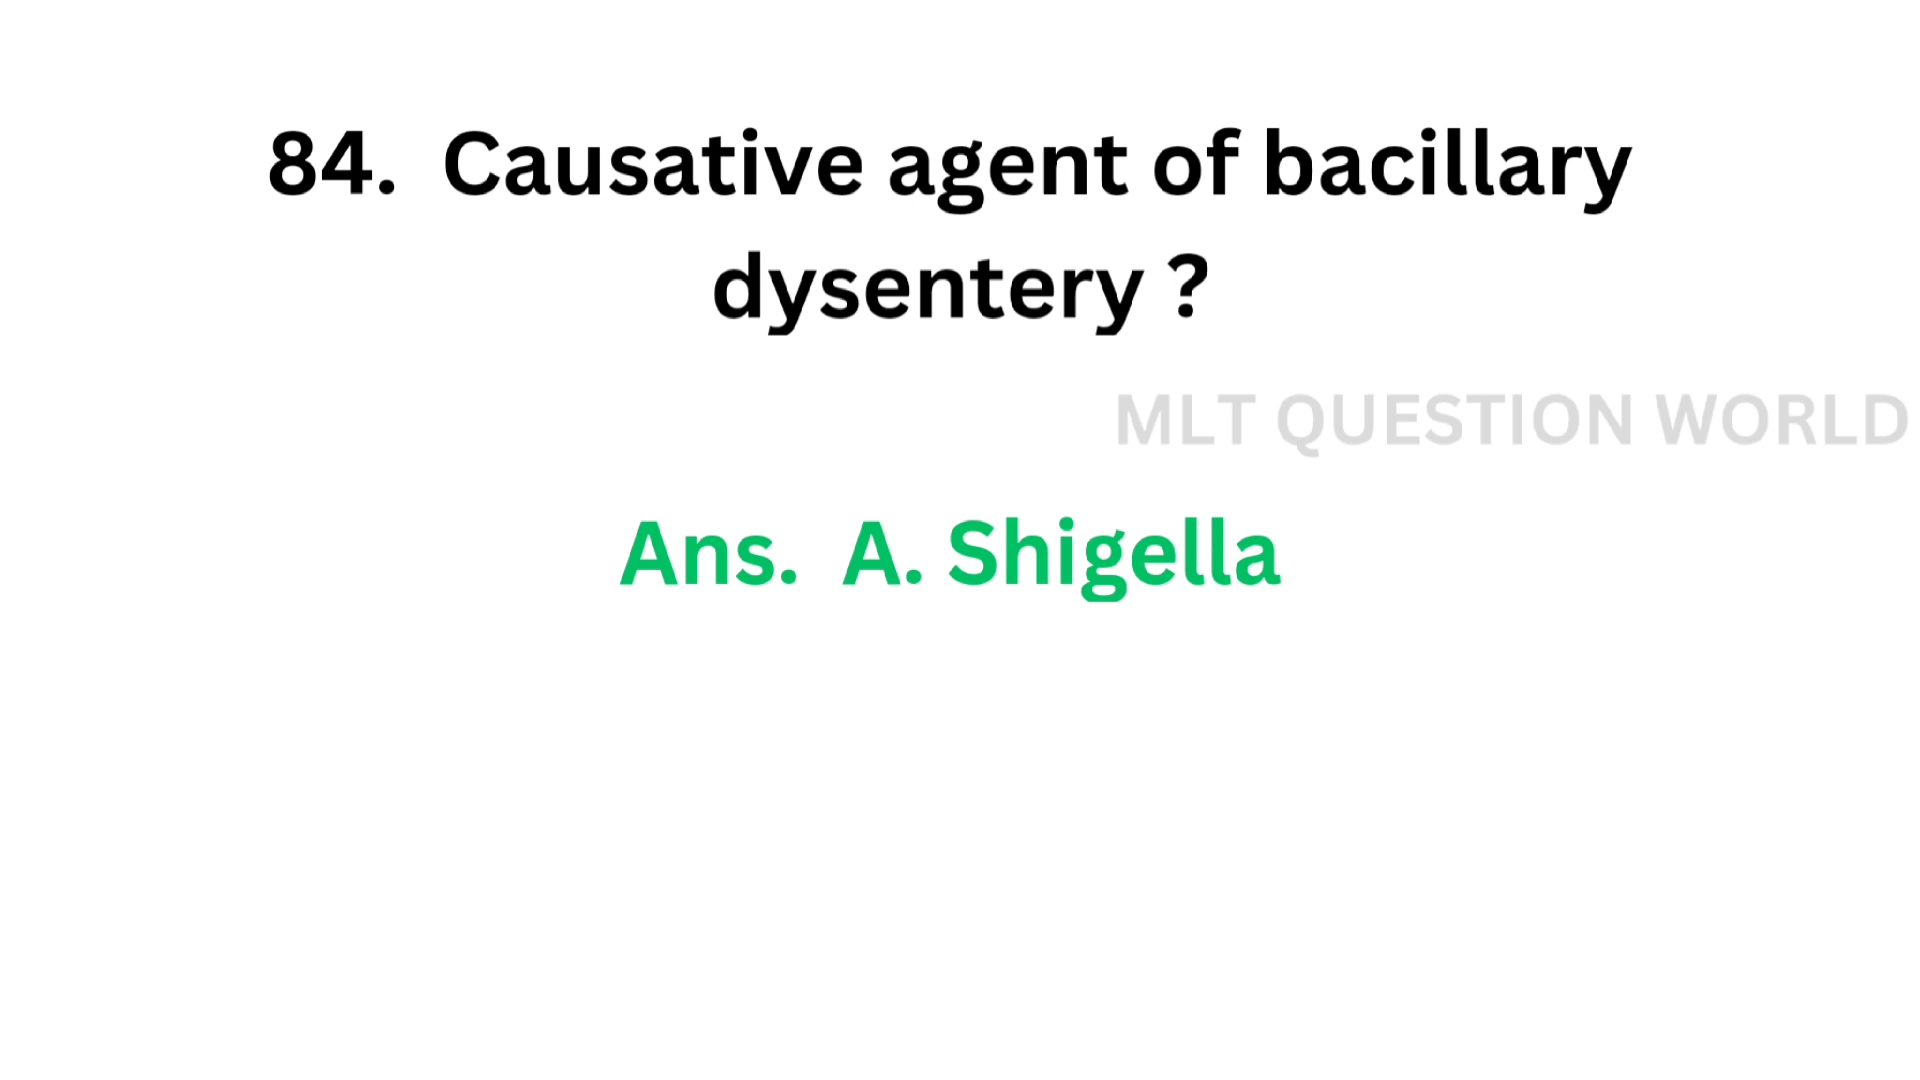 84. Causative agent of bacillary
dysentery ?
MLT QUESTION WORLD
Ans. A. Shigella